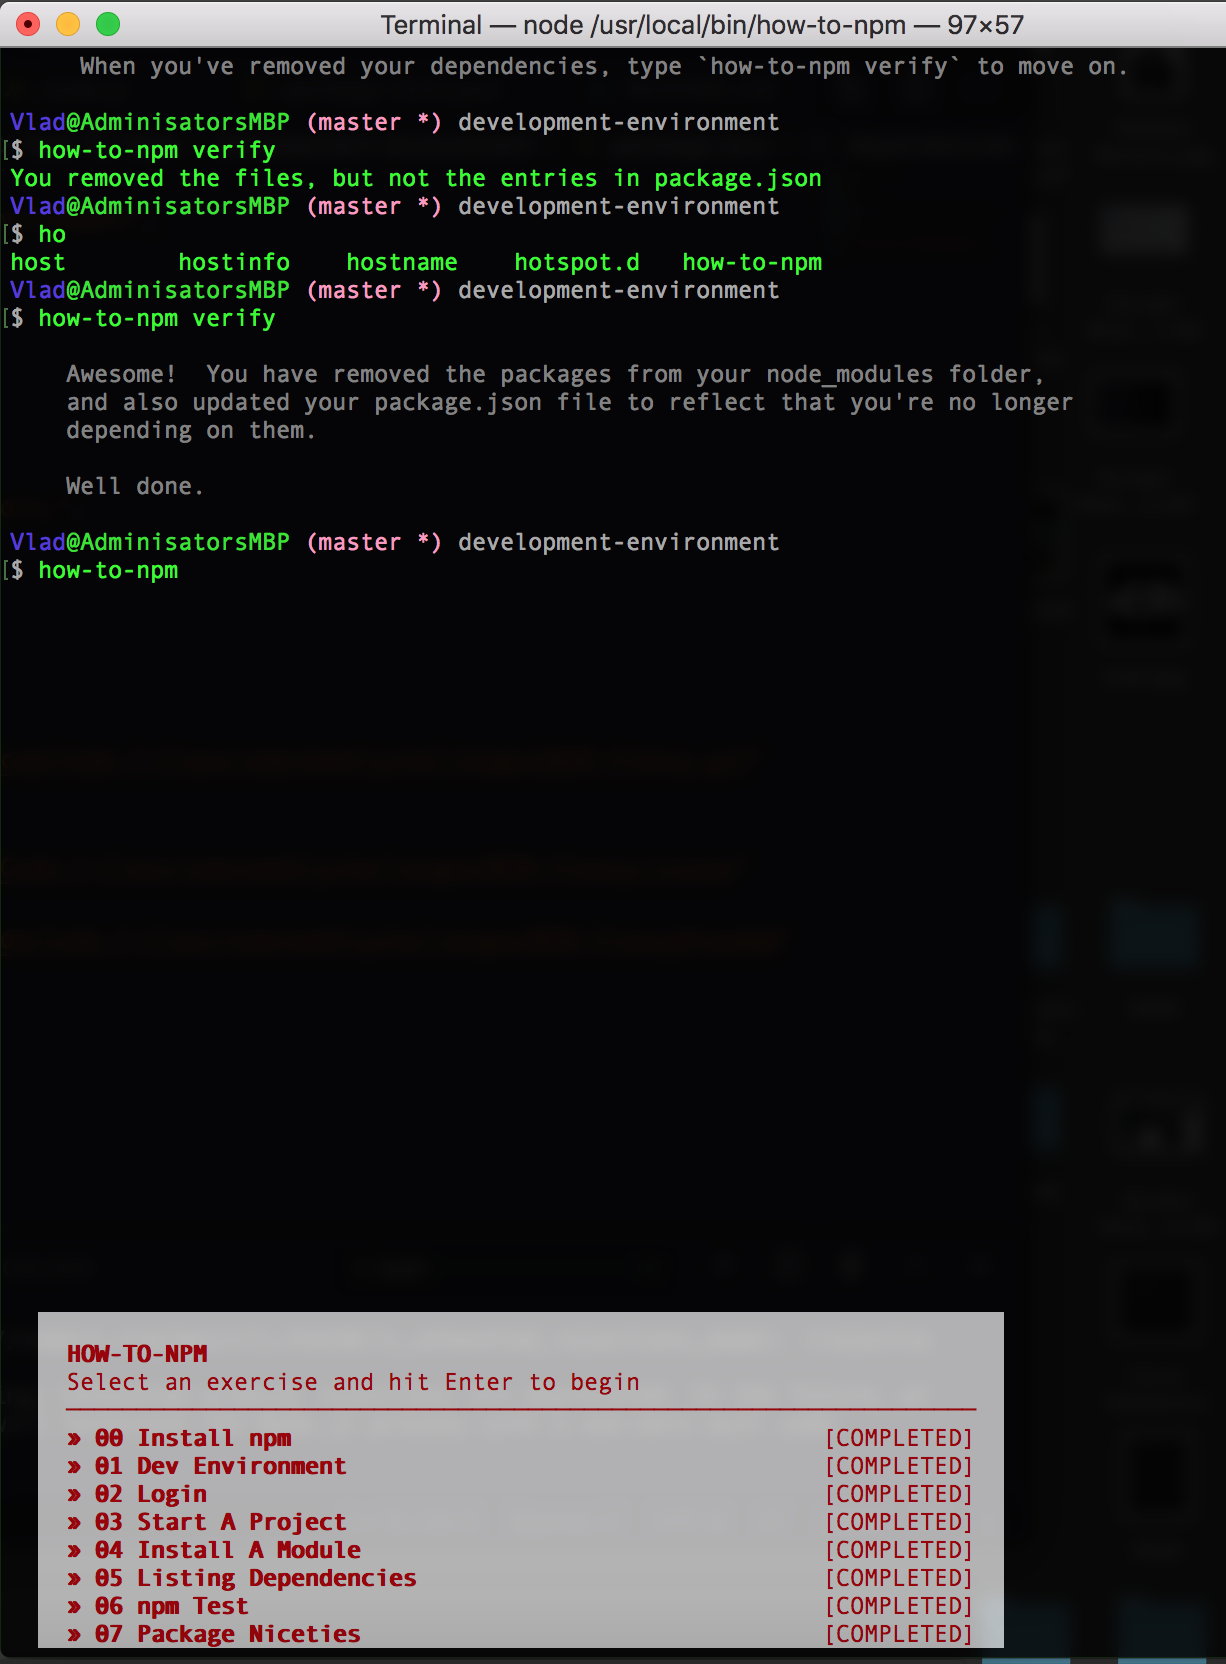 Terminal — node /usr/local/bin/how-to-npm — 97×57
When you've removed your dependencies, type `how-to-npm verify` to move on.
Vlad@AdminisatorsMBP (master *) development-environment
[$ how-to-npm verify
You removed the files, but not the entries in package.json
Vlad@AdminisatorsMBP (master *) development-environment
[$ ho
host hostinfo hostname hotspot.d how-to-npm
Vlad@AdminisatorsMBP (master *) development-environment
[$ how-to-npm verify
Awesome! You have removed the packages from your node_modules folder,
and also updated your package.json file to reflect that you're no longer
depending on them.
Well done.
Vlad@AdminisatorsMBP (master *) development-environment
[$ how-to-npm
HOW-TO-NPM
Select an exercise and hit Enter to begin
» 00 Install npm [COMPLETED]
» 01 Dev Environment [COMPLETED]
» 02 Login [COMPLETED]
» 03 Start A Project [COMPLETED]
» 04 Install A Module [COMPLETED]
» 05 Listing Dependencies [COMPLETED]
» 06 npm Test [COMPLETED]
» 07 Package Niceties [COMPLETED]